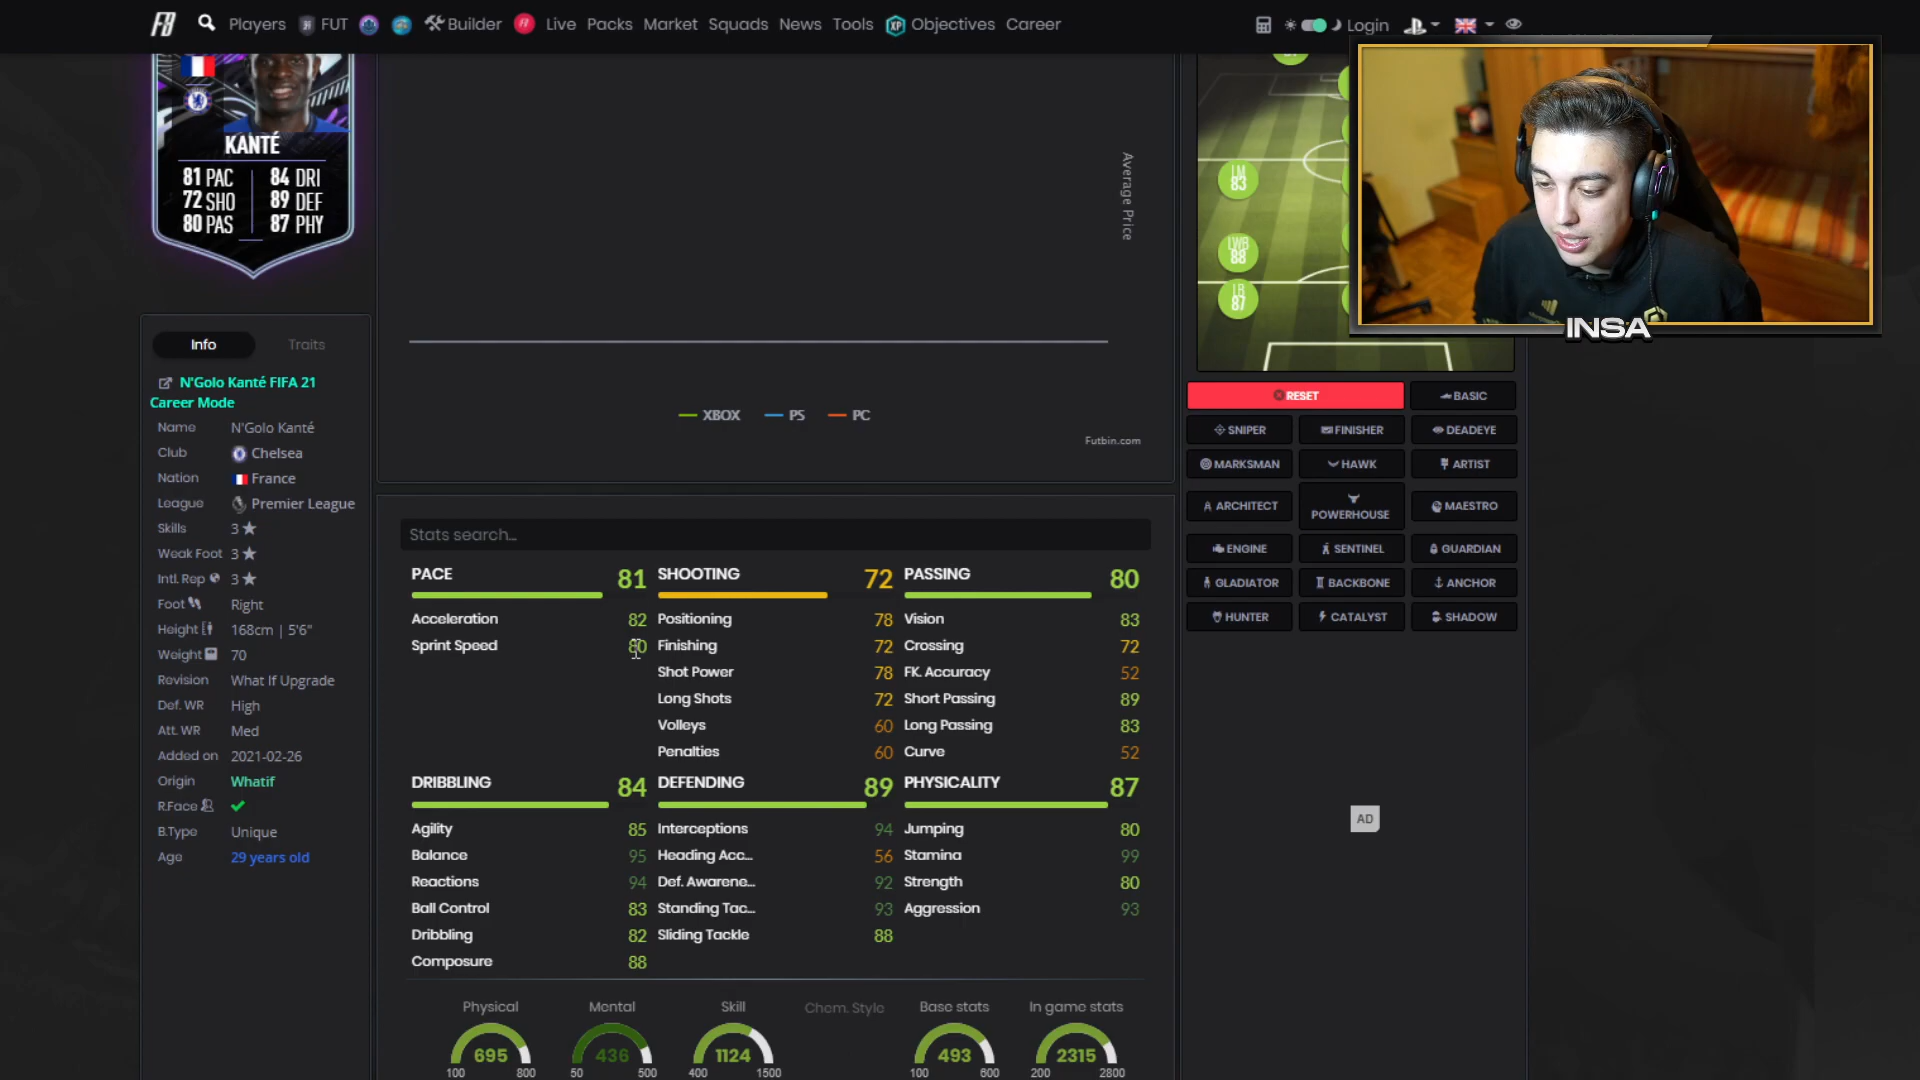 Players FUT Builder Live Packs Market Squads News Tools XP Objectives Career Login
KANTÉ
81 PAC 84 DRI
72 SHO 89 DEF
80 PAS 87 PHY
Info Traits
N'Golo Kanté FIFA 21
Career Mode
Name N'Golo Kanté
Club Chelsea
Nation France
League Premier League
Skills 3
Weak Foot 3
Intl. Rep 3
Foot Right
Height 168cm | 5'6"
Weight 70
Revision What If Upgrade
Def. WR High
Att. WR Med
Added on 2021-02-26
Origin Whatif
R.Face
B.Type Unique
Age 29 years old
Average Price
XBOX PS PC
Futbin.com
Stats search...
PACE 81
Acceleration 82
Sprint Speed 80
SHOOTING 72
Positioning 78
Finishing 72
Shot Power 78
Long Shots 72
Volleys 60
Penalties 60
PASSING 80
Vision 83
Crossing 72
FK. Accuracy 52
Short Passing 89
Long Passing 83
Curve 52
DRIBBLING 84
Agility 85
Balance 95
Reactions 94
Ball Control 83
Dribbling 82
Composure 88
DEFENDING 89
Interceptions 94
Heading Acc... 56
Def. Awarene... 92
Standing Tac... 93
Sliding Tackle 88
PHYSICALITY 87
Jumping 80
Stamina 99
Strength 80
Aggression 93
Physical Mental Skill Chem. Style Base stats In game stats
695 436 1124 493 2315
100 800 50 500 400 1500 100 600 200 2800
LM
83
LWB
88
LB
87
INSA
RESET BASIC
SNIPER FINISHER DEADEYE
MARKSMAN HAWK ARTIST
ARCHITECT POWERHOUSE MAESTRO
ENGINE SENTINEL GUARDIAN
GLADIATOR BACKBONE ANCHOR
HUNTER CATALYST SHADOW
AD